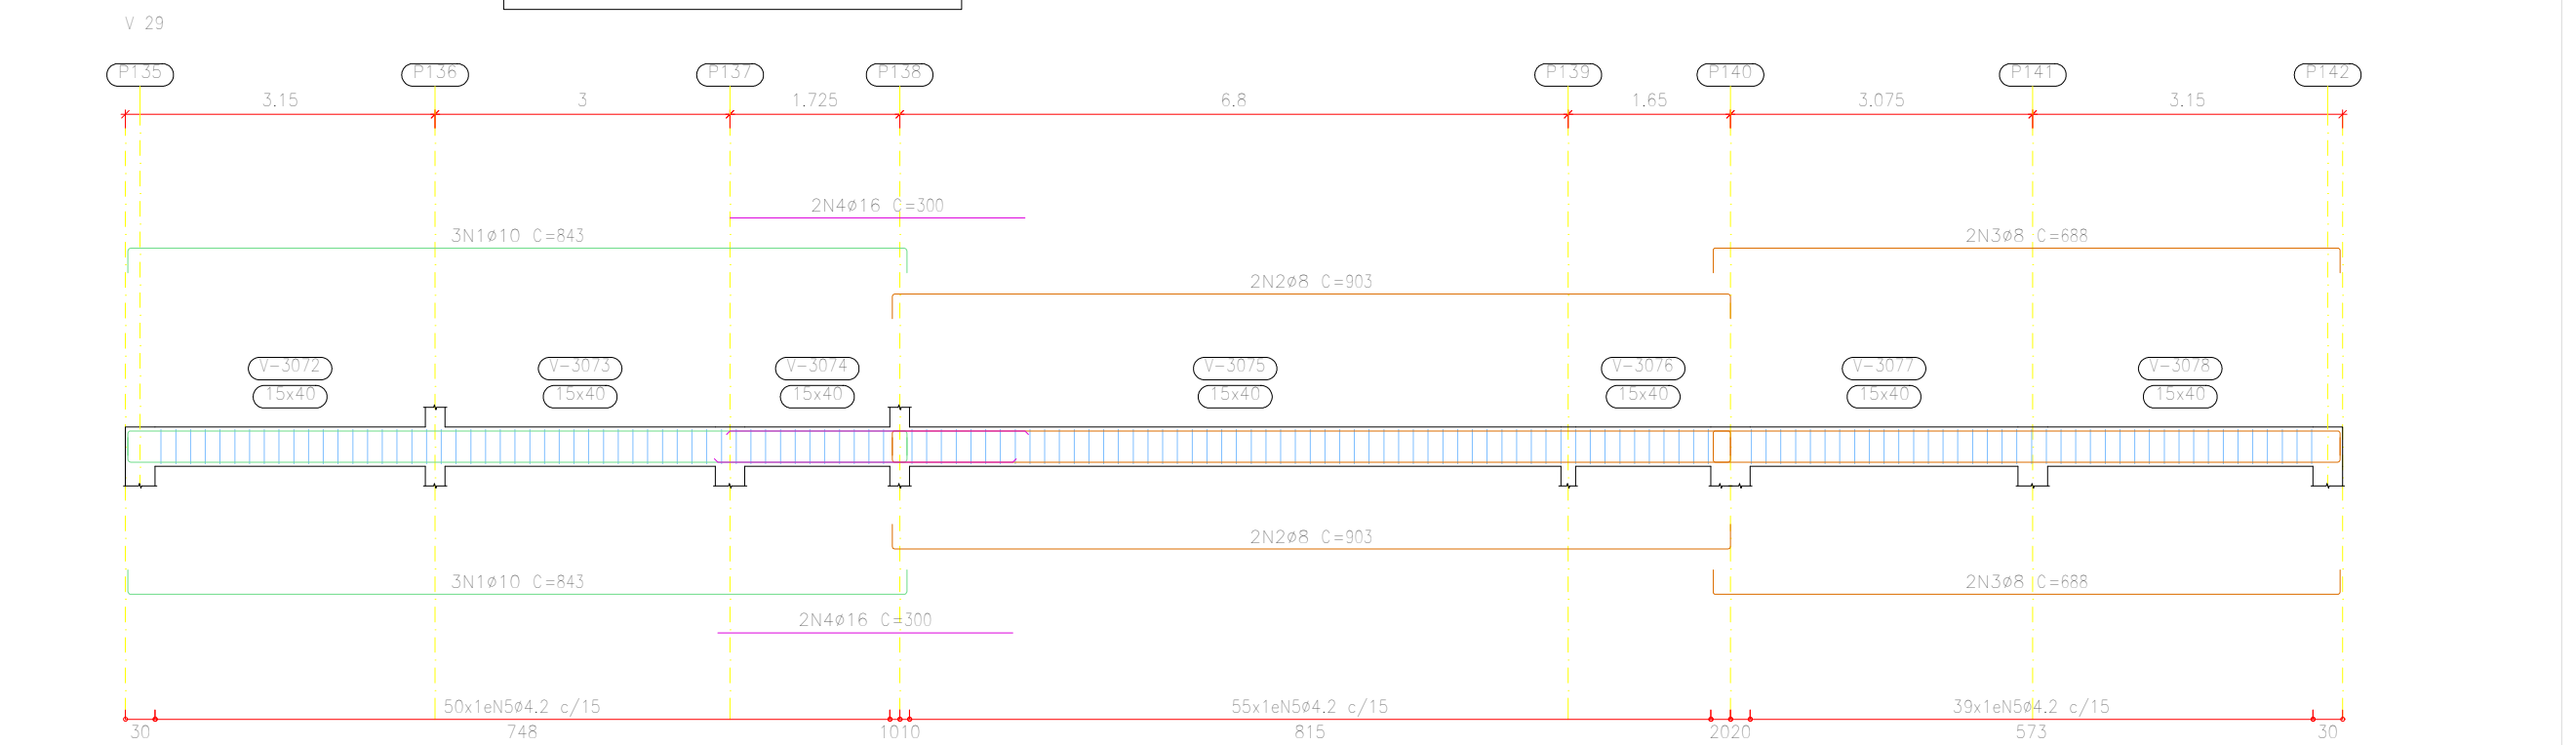 V 29
P135 P136 P137 P138 P139 P140 P141 P142
3.15 3 1.725 6.8 1.65 3.075 3.15
2N4ø16 C=300
3N1ø10 C=843 2N3ø8 C=688
2N2ø8 C=903
V-3072 V-3073 V-3074 V-3075 V-3076 V-3077 V-3078
15x40 15x40 15x40 15x40 15x40 15x40 15x40
2N2ø8 C=903
3N1ø10 C=843 2N3ø8 C=688
2N4ø16 C=300
50x1eN5ø4.2 c/15 55x1eN5ø4.2 c/15 39x1eN5ø4.2 c/15
30 748 1010 815 2020 573 30